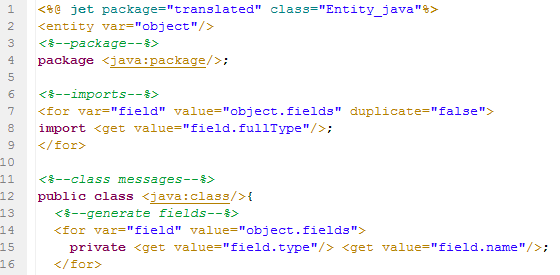 1 <%@ jet package="translated" class="Entity_java"%>
2 <entity var="object"/>
3 <%--package--%>
4 package <java:package/>;
5
6 <%--imports--%>
7 <for var="field" value="object.fields" duplicate="false">
8 import <get value="field.fullType"/>;
9 </for>
10
11 <%--class messages--%>
12 public class <java:class/>{
13 <%--generate fields--%>
14 <for var="field" value="object.fields">
15 private <get value="field.type"/> <get value="field.name"/>;
16 </for>